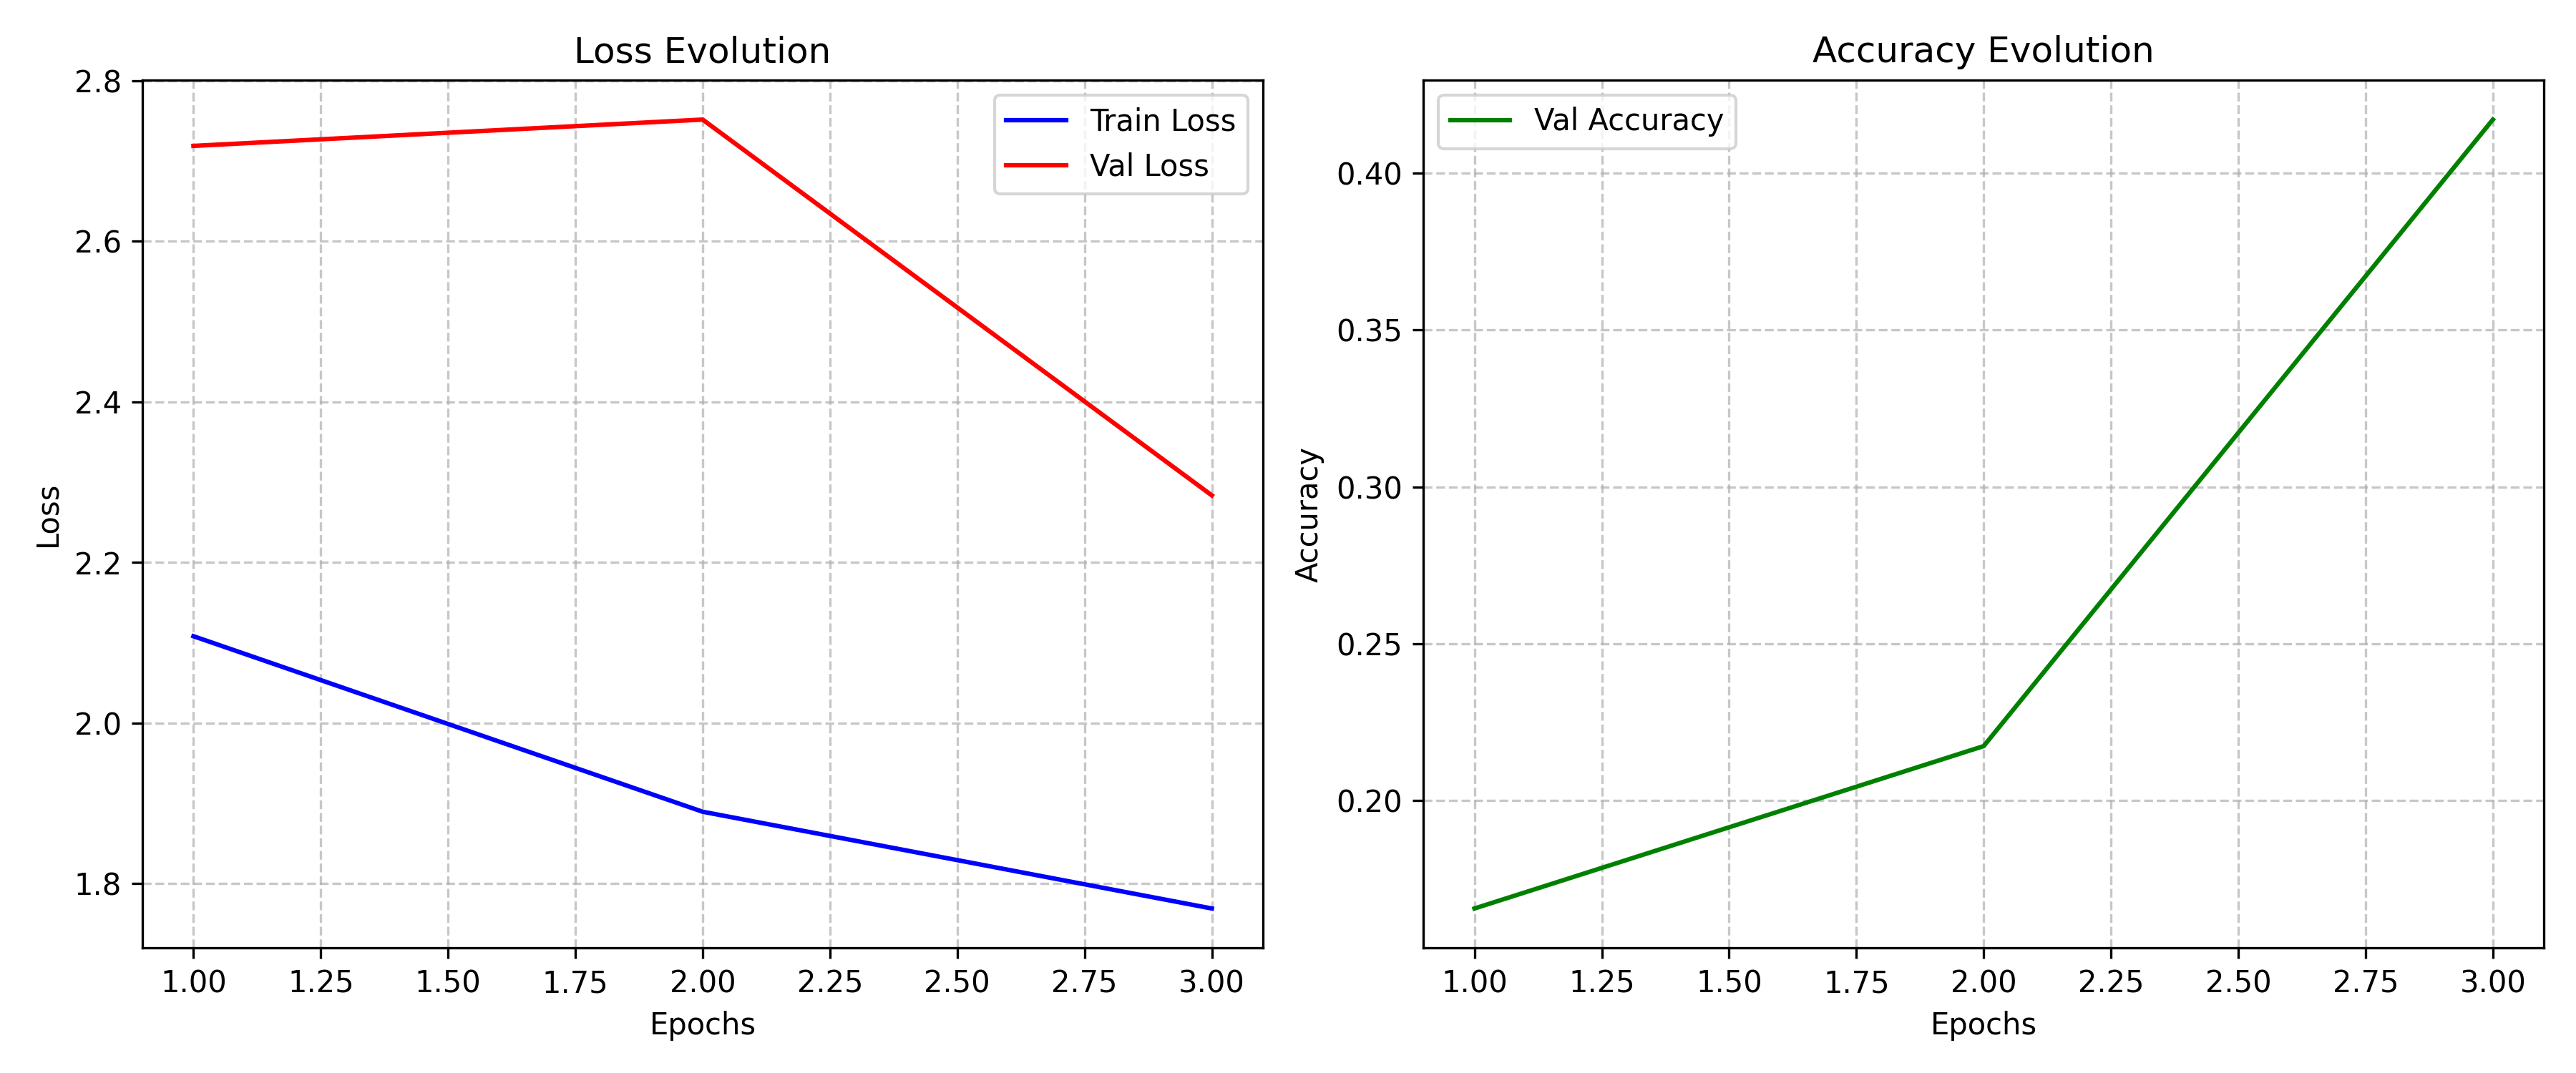 Loss Evolution
2.8
2.6
2.4
2.2
2.0
1.8
Loss
Train Loss
Val Loss
1.00 1.25 1.50 1.75 2.00 2.25 2.50 2.75 3.00
Epochs
Accuracy Evolution
0.40
0.35
0.30
0.25
0.20
Accuracy
Val Accuracy
1.00 1.25 1.50 1.75 2.00 2.25 2.50 2.75 3.00
Epochs